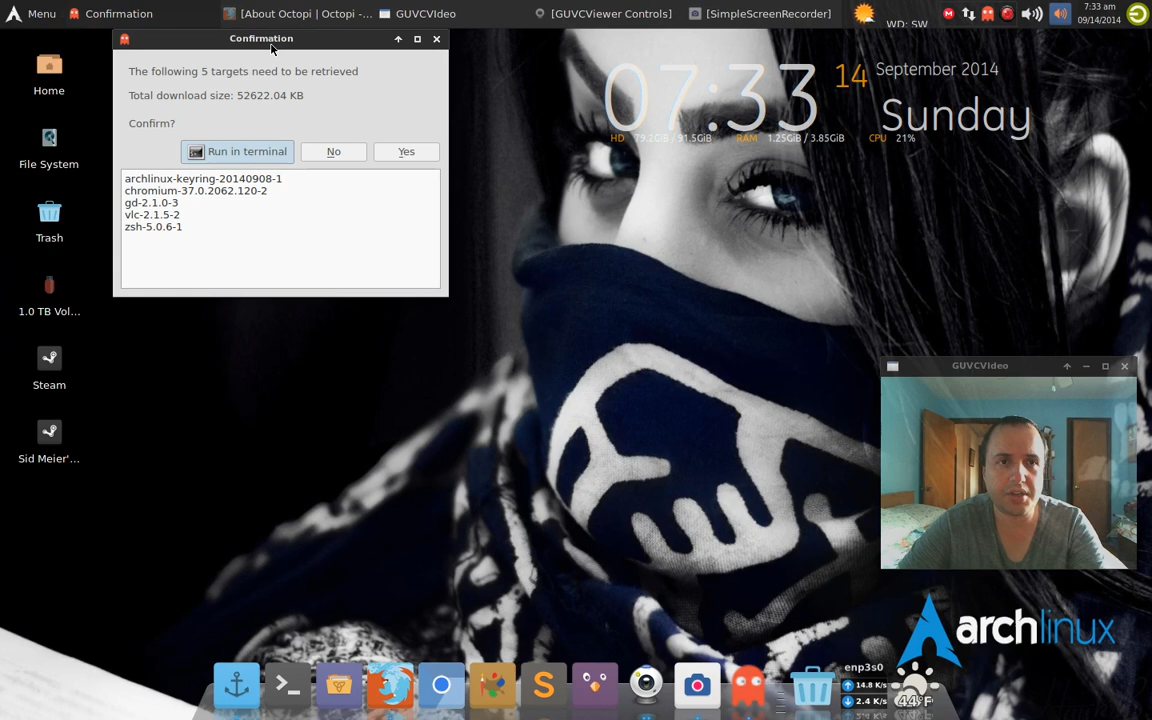 Menu
Confirmation
[About Octopi | Octopi -...
GUVCVIdeo
[GUVCViewer Controls]
[SimpleScreenRecorder]
WD: SW
7:33 am
09/14/2014
Confirmation
The following 5 targets need to be retrieved
Total download size: 52622.04 KB
Confirm?
Run in terminal
No
Yes
archlinux-keyring-20140908-1
chromium-37.0.2062.120-2
gd-2.1.0-3
vlc-2.1.5-2
zsh-5.0.6-1
Home
File System
Trash
1.0 TB Vol...
Steam
Sid Meier'...
07:33
14
September 2014
Sunday
HD 79.2GiB / 91.5GiB RAM 1.25GiB / 3.85GiB CPU 21%
GUVCVIdeo
archlinux
enp3s0
14.8 K/s
2.4 K/s
44°F